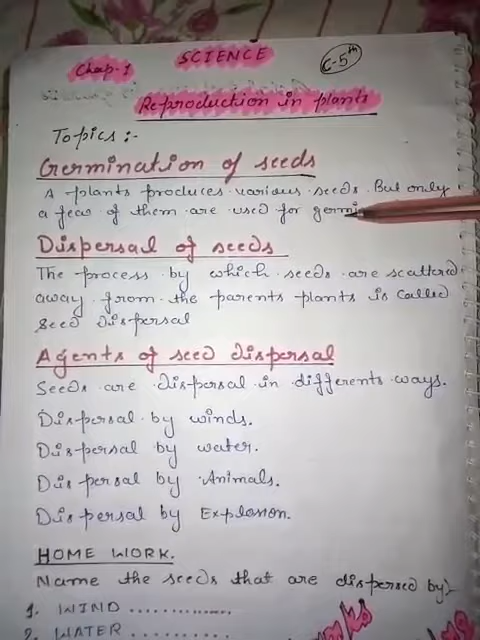 SCIENCE
Chap-1
C-5th
Reproduction in plants
Topics :-
Germination of seeds
A plants produces various seeds. But only
a few of them are used for germi
Dispersal of seeds
The process by which seeds are scattered
away from the parents plants is called
seed dispersal
Agents of seed dispersal
Seeds are dispersal in differents ways.
Dispersal by winds.
Dispersal by water.
Dispersal by Animals.
Dispersal by Explosion.
HOME WORK.
Name the seeds that are dispersed by:-
1. WIND ..............
2. WATER ..........